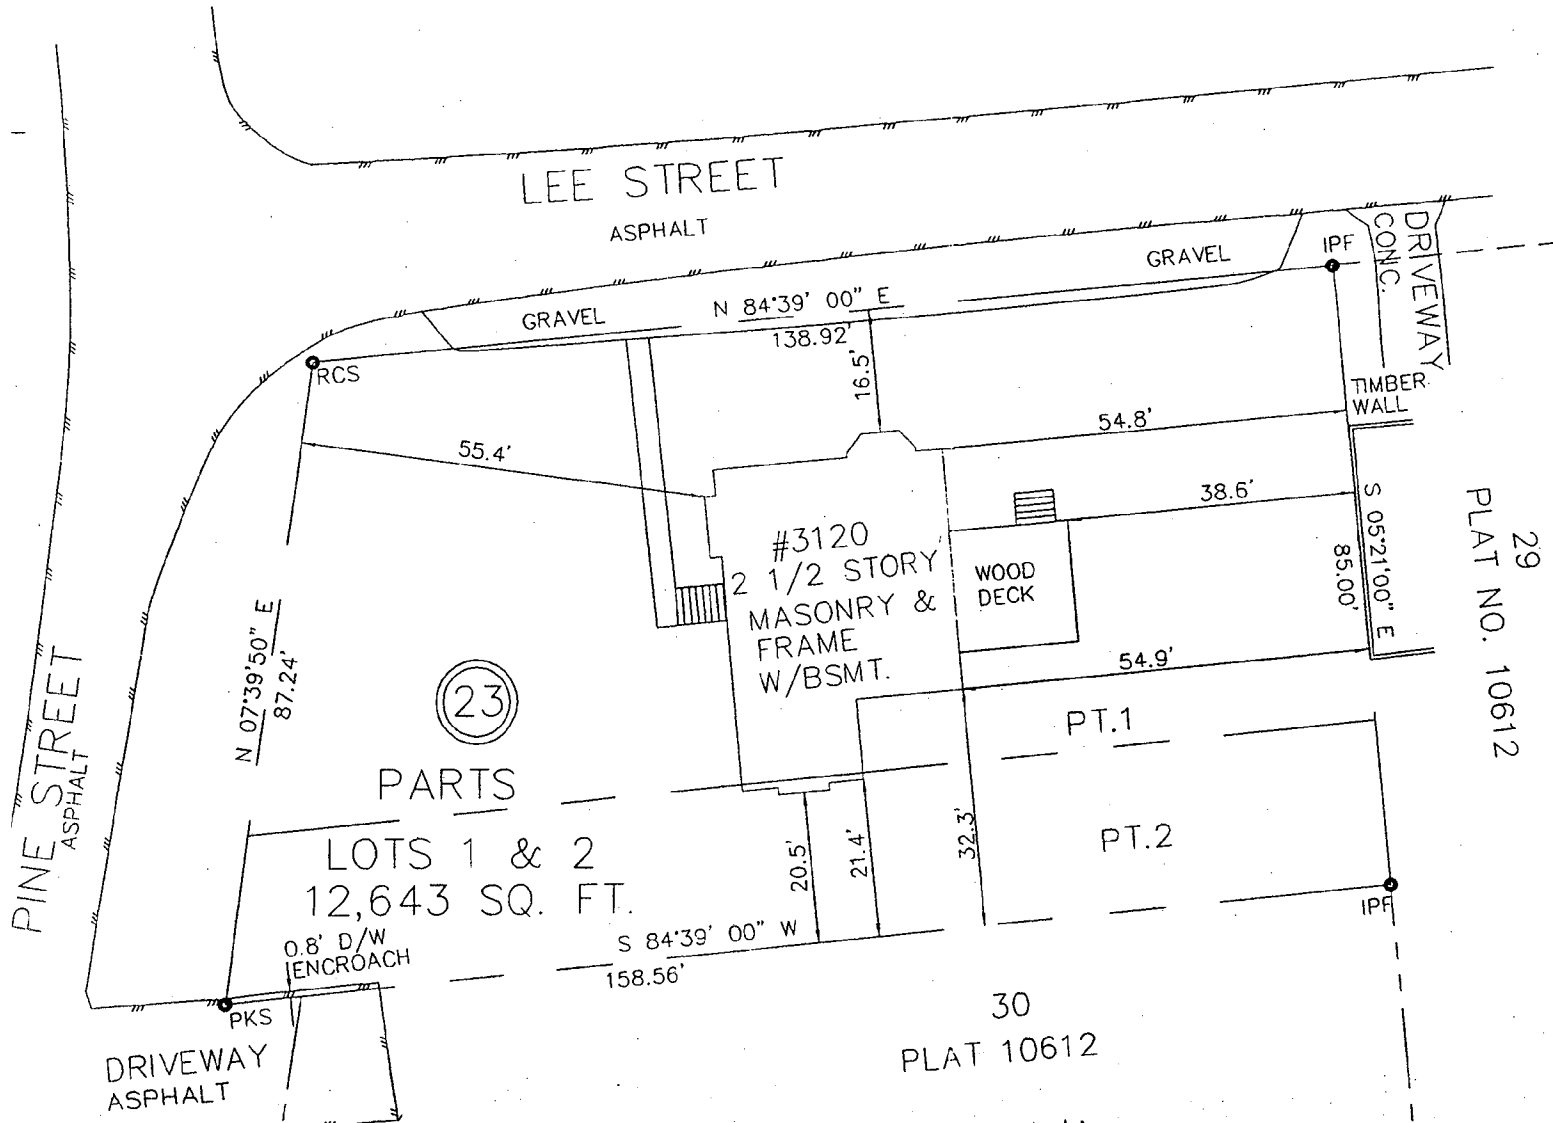 LEE STREET
ASPHALT
GRAVEL
IPF
DRIVEWAY
CONC.
GRAVEL
N 84°39' 00" E
138.92'
RCS
16.5'
TIMBER
WALL
54.8'
55.4'
38.6'
#3120
2 1/2 STORY
MASONRY &
FRAME
W/BSMT.
WOOD
DECK
S 05°21'00" E
85.00'
29
PLAT NO. 10612
N 07°39'50" E
87.24'
54.9'
23
PT.1
PINE STREET
ASPHALT
PARTS
LOTS 1 & 2
12,643 SQ. FT.
20.5'
21.4'
32.3'
PT.2
IPF
0.8' D/W
ENCROACH
S 84°39' 00" W
158.56'
PKS
30
PLAT 10612
DRIVEWAY
ASPHALT